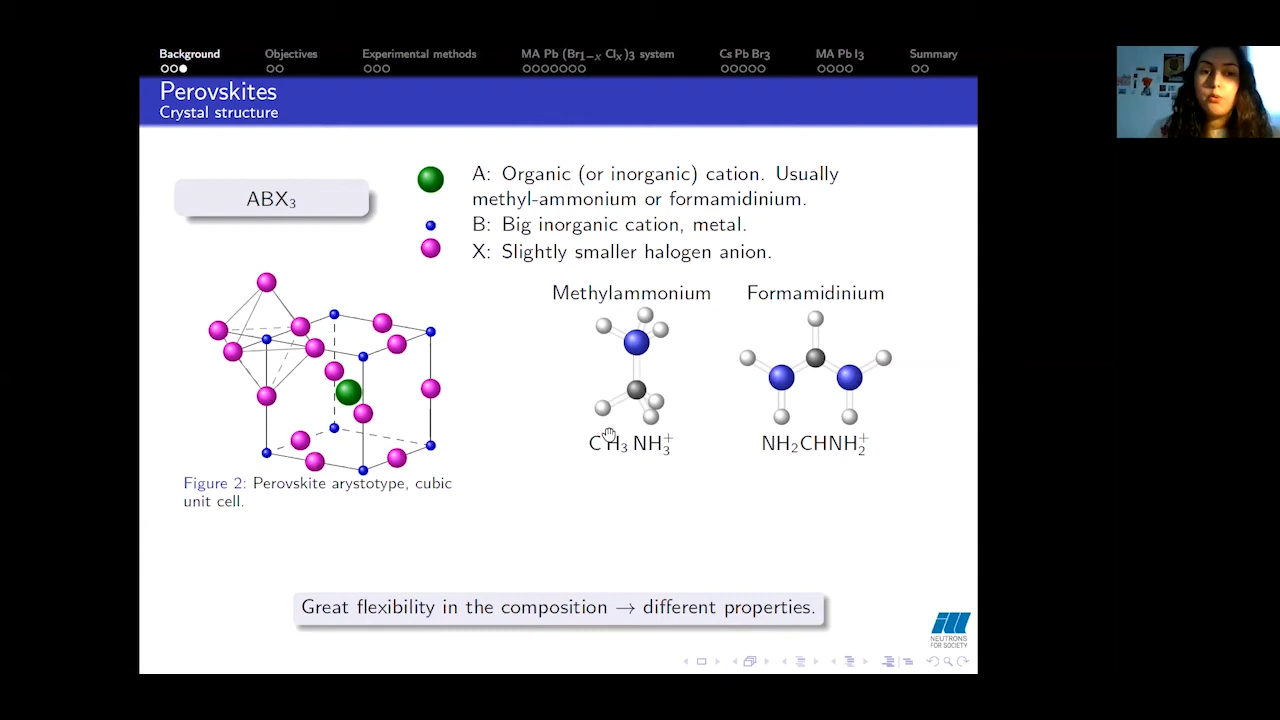 Background Objectives Experimental methods MA Pb (Br₁₋ₓ Clₓ)₃ system Cs Pb Br₃ MA Pb I₃ Summary
Perovskites
Crystal structure
ABX₃
A: Organic (or inorganic) cation. Usually
methyl-ammonium or formamidinium.
B: Big inorganic cation, metal.
X: Slightly smaller halogen anion.
Methylammonium Formamidinium
CH₃ NH₃⁺ NH₂CHNH₂⁺
Figure 2: Perovskite arystotype, cubic
unit cell.
Great flexibility in the composition → different properties.
ill
NEUTRONS
FOR SOCIETY